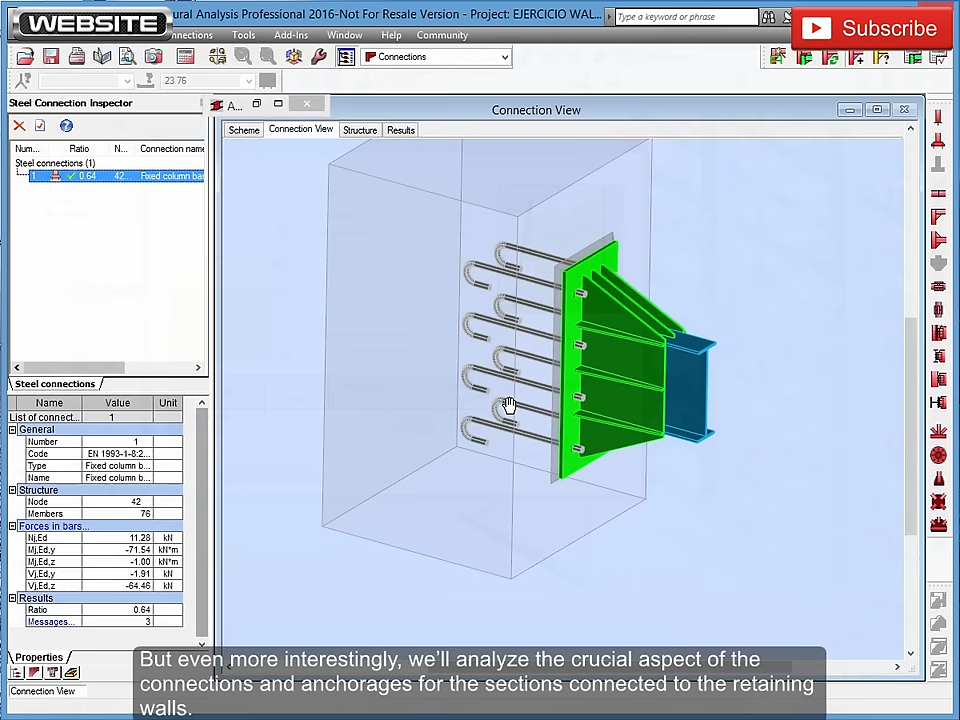 WEBSITE
ural Analysis Professional 2016-Not For Resale Version - Project: EJERCICIO WAL...
Type a keyword or phrase
Subscribe
nnections Tools Add-Ins Window Help Community
Connections
23 76
Steel Connection Inspector
A...
Connection View
Scheme Connection View Structure Results
Num... Ratio N... Connection name
Steel connections (1)
1 0.64 42... Fixed column ba
Steel connections
Name Value Unit
List of connect... 1
General
Number 1
Code EN 1993-1-8:2...
Type Fixed column b...
Name Fixed column b...
Structure
Node 42
Members 76
Forces in bars...
Nj,Ed 11.28 kN
Mj,Ed,y -71.54 kN*m
Mj,Ed,z -1.00 kN*m
Vj,Ed,y -1.91 kN
Vj,Ed,z -64.46 kN
Results
Ratio 0.64
Messages... 3
Properties
Connection View
But even more interestingly, we'll analyze the crucial aspect of the
connections and anchorages for the sections connected to the retaining
walls.